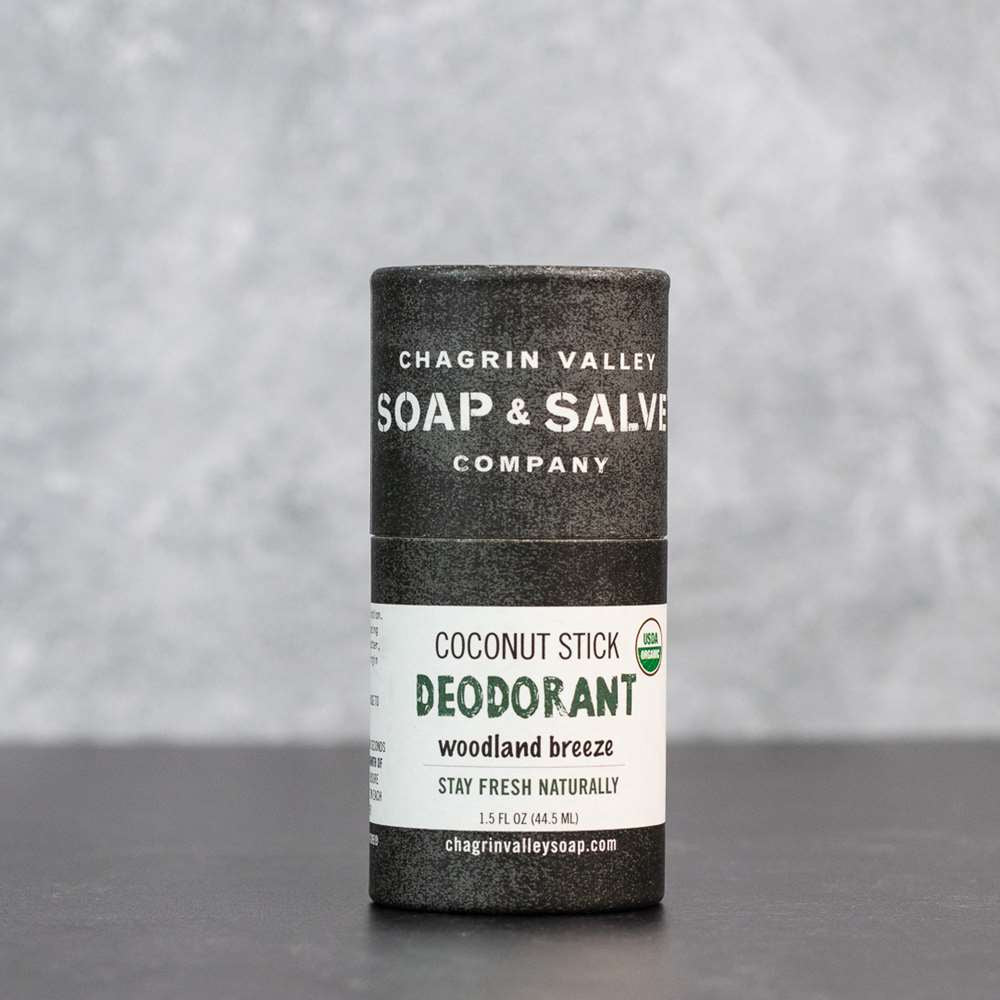 CHAGRIN VALLEY
SOAP & SALVE
COMPANY
COCONUT STICK
USDA
ORGANIC
DEODORANT
woodland breeze
STAY FRESH NATURALLY
1.5 FL OZ (44.5 ML)
chagrinvalleysoap.com